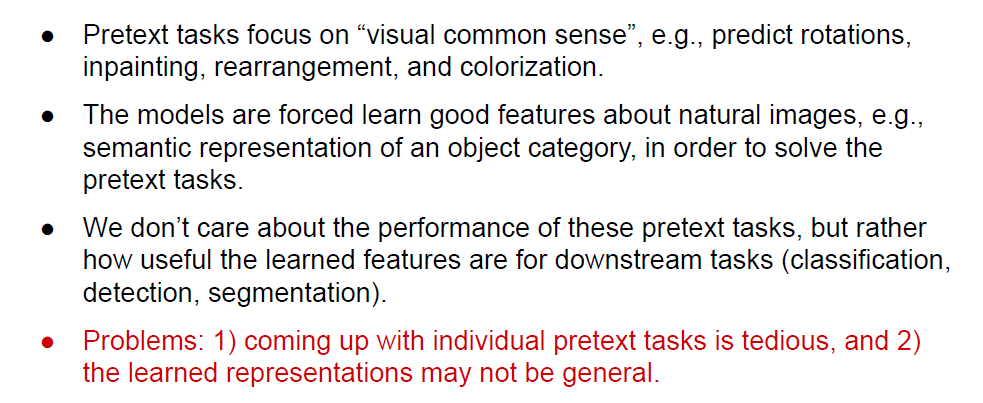 ● Pretext tasks focus on “visual common sense”, e.g., predict rotations,
inpainting, rearrangement, and colorization.
● The models are forced learn good features about natural images, e.g.,
semantic representation of an object category, in order to solve the
pretext tasks.
● We don’t care about the performance of these pretext tasks, but rather
how useful the learned features are for downstream tasks (classification,
detection, segmentation).
● Problems: 1) coming up with individual pretext tasks is tedious, and 2)
the learned representations may not be general.